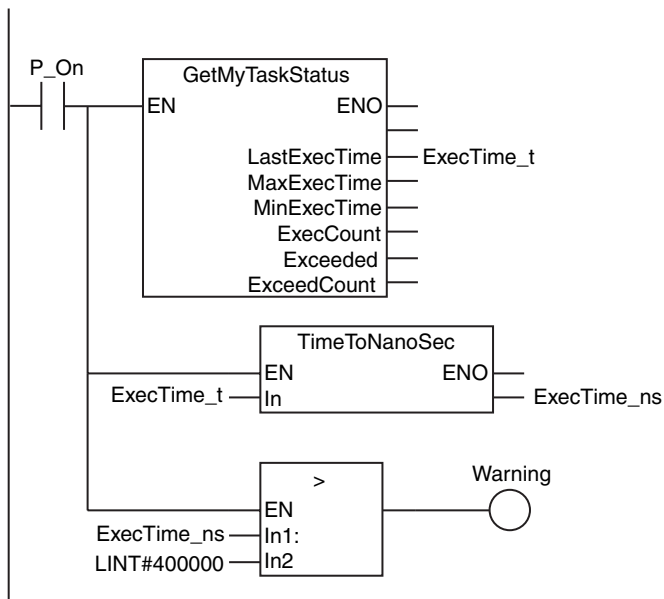 P_On
GetMyTaskStatus
EN ENO
LastExecTime ExecTime_t
MaxExecTime
MinExecTime
ExecCount
Exceeded
ExceedCount
TimeToNanoSec
EN ENO
ExecTime_t In ExecTime_ns
Warning
>
EN
ExecTime_ns In1:
LINT#400000 In2